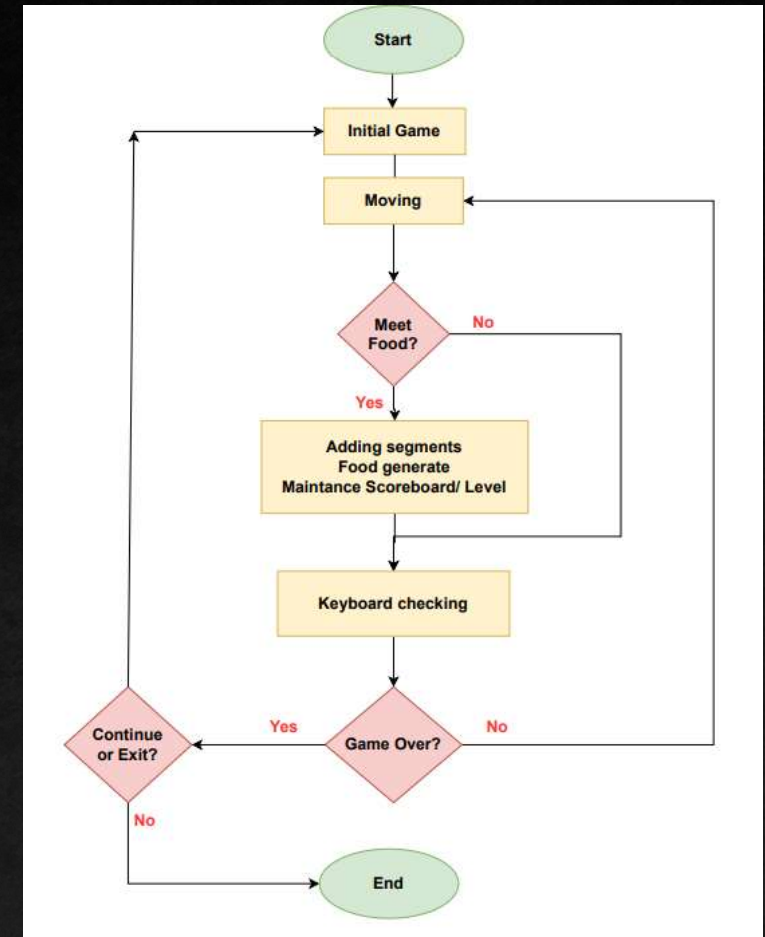 Start
Initial Game
Moving
Meet
Food?
No
Yes
Adding segments
Food generate
Maintance Scoreboard/ Level
Keyboard checking
Continue
or Exit?
Yes
Game Over?
No
No
End